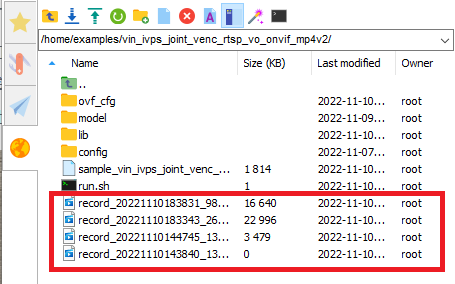 /home/examples/vin_ivps_joint_venc_rtsp_vo_onvif_mp4v2/
Name Size (KB) Last modified Owner
..
ovf_cfg 2022-11-10... root
model 2022-11-09... root
lib 2022-11-10... root
config 2022-11-07... root
sample_vin_ivps_joint_venc_... 1 814 2022-11-10... root
run.sh 1 2022-11-10... root
record_20221110183831_98... 16 640 2022-11-10... root
record_20221110183343_26... 22 996 2022-11-10... root
record_20221110144745_13... 3 479 2022-11-10... root
record_20221110143840_13... 0 2022-11-10... root